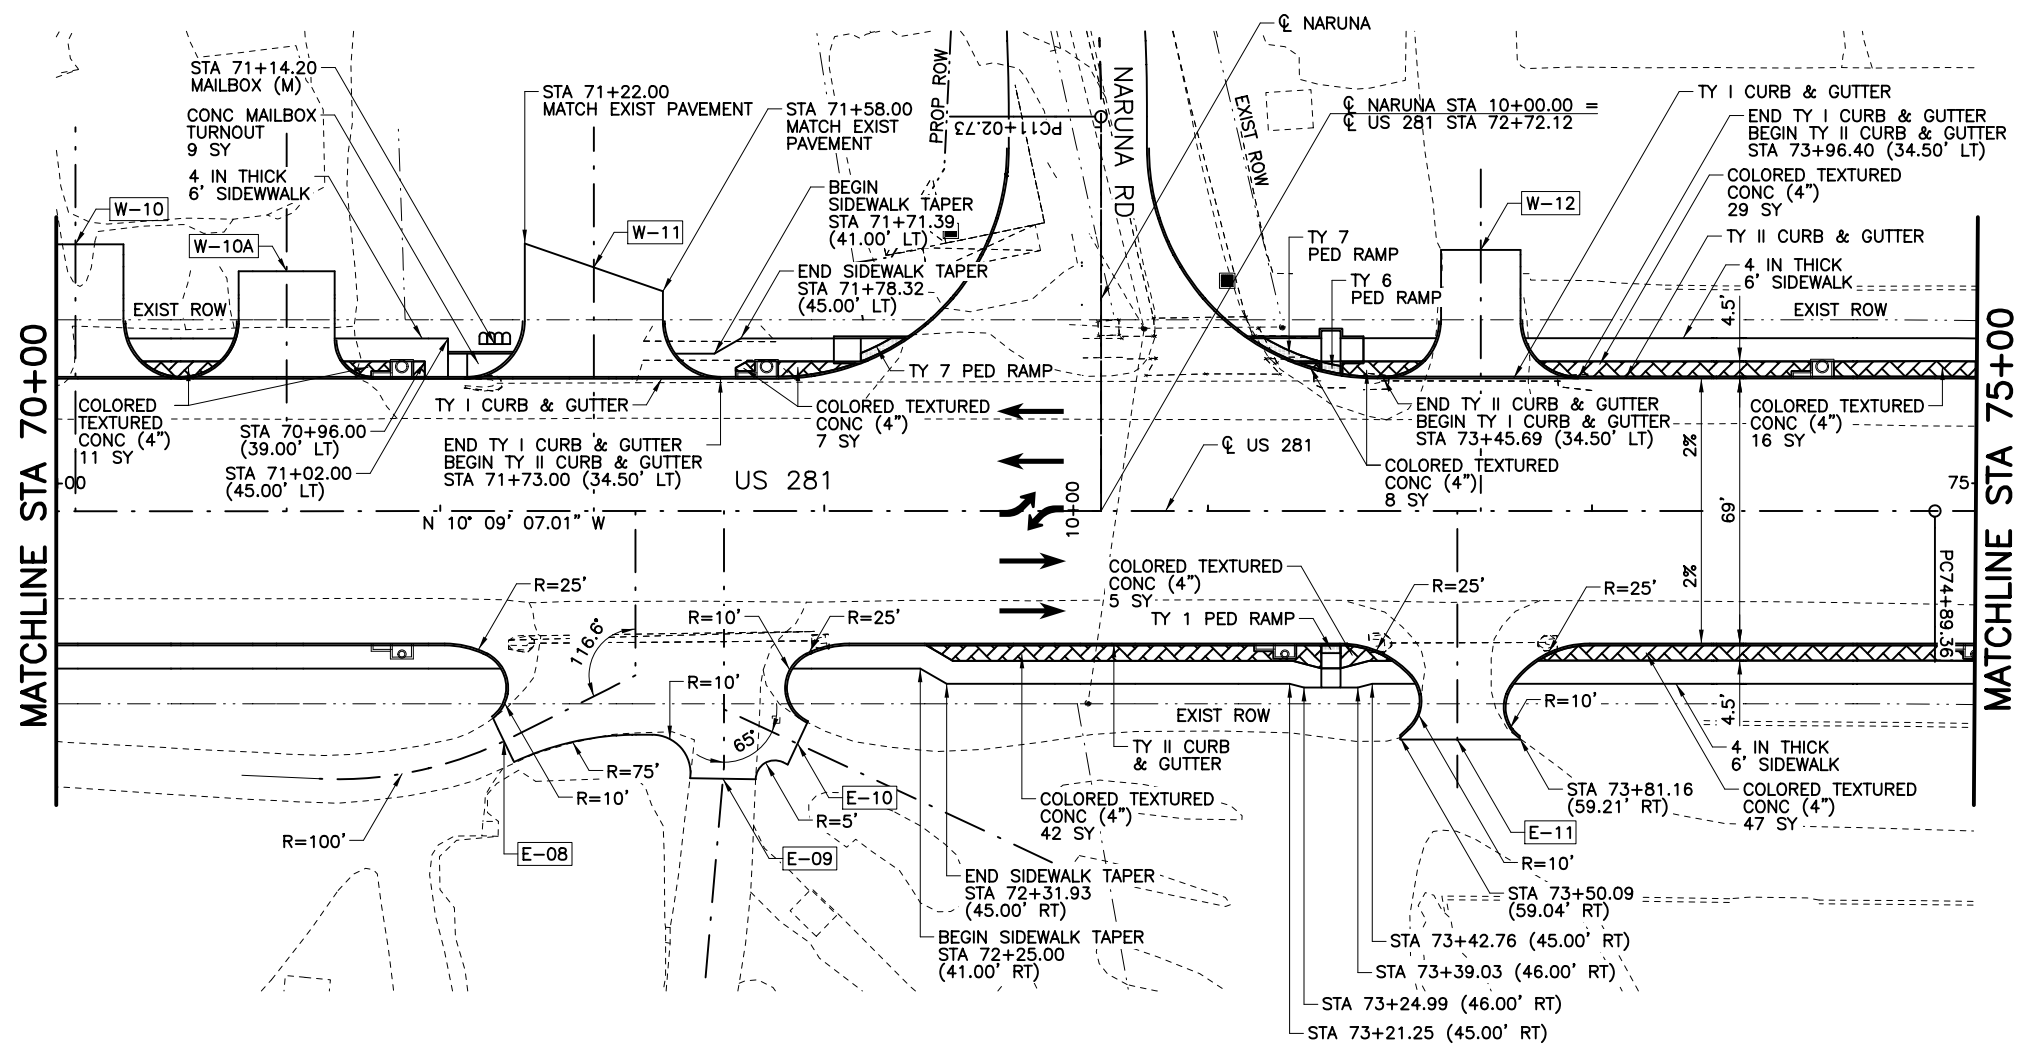 ℄ NARUNA
STA 71+14.20
MAILBOX (M)
CONC MAILBOX
TURNOUT
9 SY
4 IN THICK
6' SIDEWWALK
STA 71+22.00
MATCH EXIST PAVEMENT
STA 71+58.00
MATCH EXIST
PAVEMENT
PROP ROW
PC11+02.73
NARUNA RD
EXIST ROW
℄ NARUNA STA 10+00.00 =
℄ US 281 STA 72+72.12
TY I CURB & GUTTER
END TY I CURB & GUTTER
BEGIN TY II CURB & GUTTER
STA 73+96.40 (34.50' LT)
COLORED TEXTURED
CONC (4")
29 SY
TY II CURB & GUTTER
4 IN THICK
6' SIDEWALK
W-10
W-10A
W-11
W-12
BEGIN
SIDEWALK TAPER
STA 71+71.39
(41.00' LT)
END SIDEWALK TAPER
STA 71+78.32
(45.00' LT)
TY 7
PED RAMP
TY 6
PED RAMP
EXIST ROW
4.5'
EXIST ROW
MATCHLINE STA 70+00
MATCHLINE STA 75+00
TY 7 PED RAMP
COLORED
TEXTURED
CONC (4")
11 SY
STA 70+96.00
(39.00' LT)
STA 71+02.00
(45.00' LT)
TY I CURB & GUTTER
END TY I CURB & GUTTER
BEGIN TY II CURB & GUTTER
STA 71+73.00 (34.50' LT)
COLORED TEXTURED
CONC (4")
7 SY
US 281
℄ US 281
END TY II CURB & GUTTER
BEGIN TY I CURB & GUTTER
STA 73+45.69 (34.50' LT)
COLORED TEXTURED
CONC (4")
8 SY
COLORED TEXTURED
CONC (4")
16 SY
2%
69'
2%
+00
75
N 10° 09' 07.01" W
10+00
PC74+89.36
COLORED TEXTURED
CONC (4")
5 SY
TY 1 PED RAMP
R=25'
R=10'
R=25'
R=25'
R=25'
116.6°
R=10'
65°
R=10'
EXIST ROW
4.5'
R=75'
R=10'
R=100'
E-08
E-09
E-10
R=5'
TY II CURB
& GUTTER
COLORED TEXTURED
CONC (4")
42 SY
4 IN THICK
6' SIDEWALK
COLORED TEXTURED
CONC (4")
47 SY
STA 73+81.16
(59.21' RT)
E-11
R=10'
STA 73+50.09
(59.04' RT)
END SIDEWALK TAPER
STA 72+31.93
(45.00' RT)
BEGIN SIDEWALK TAPER
STA 72+25.00
(41.00' RT)
STA 73+42.76 (45.00' RT)
STA 73+39.03 (46.00' RT)
STA 73+24.99 (46.00' RT)
STA 73+21.25 (45.00' RT)